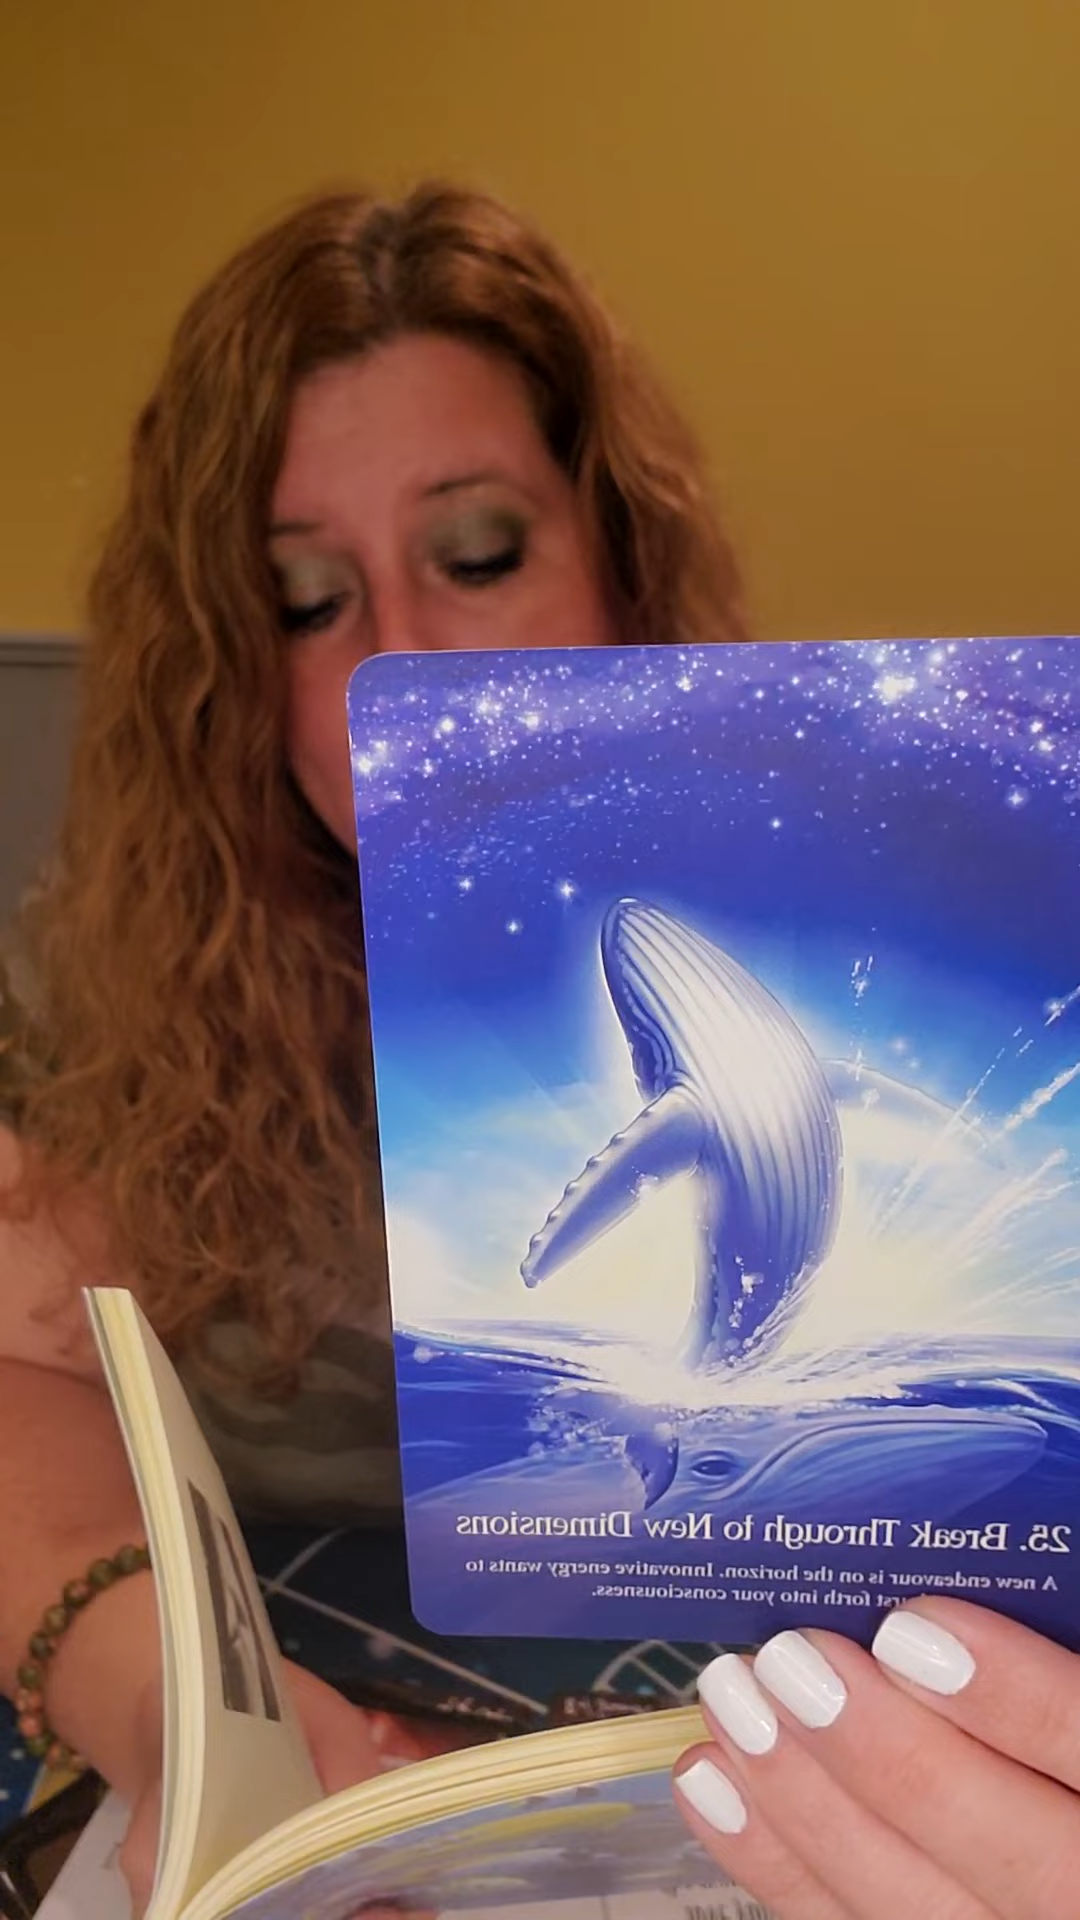 25. Break Through to New Dimensions
A new endeavour is on the horizon. Innovative energy wants to
forth into your consciousness.